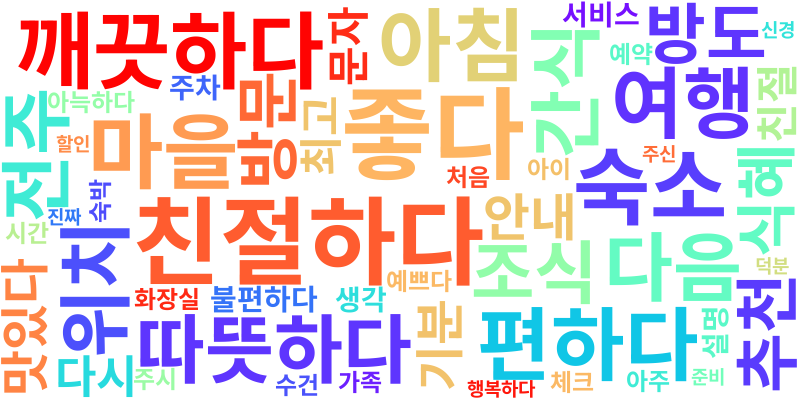 깨끗하다
문자
아침
서비스
방도
신경
예약
주차
간식
여행
친절
아늑하다
전주
할인
마음
방문
최고
좋다
처음
아이
주신
숙소
식혜
숙박
진짜
시간
친절하다
안내
위치
조식
다음
덕분
맛있다
화장실
불편하다
생각
예쁘다
따뜻하다
기분
편하다
설명
추천
다시
주시
수건
가족
행복하다
체크
아주
준비